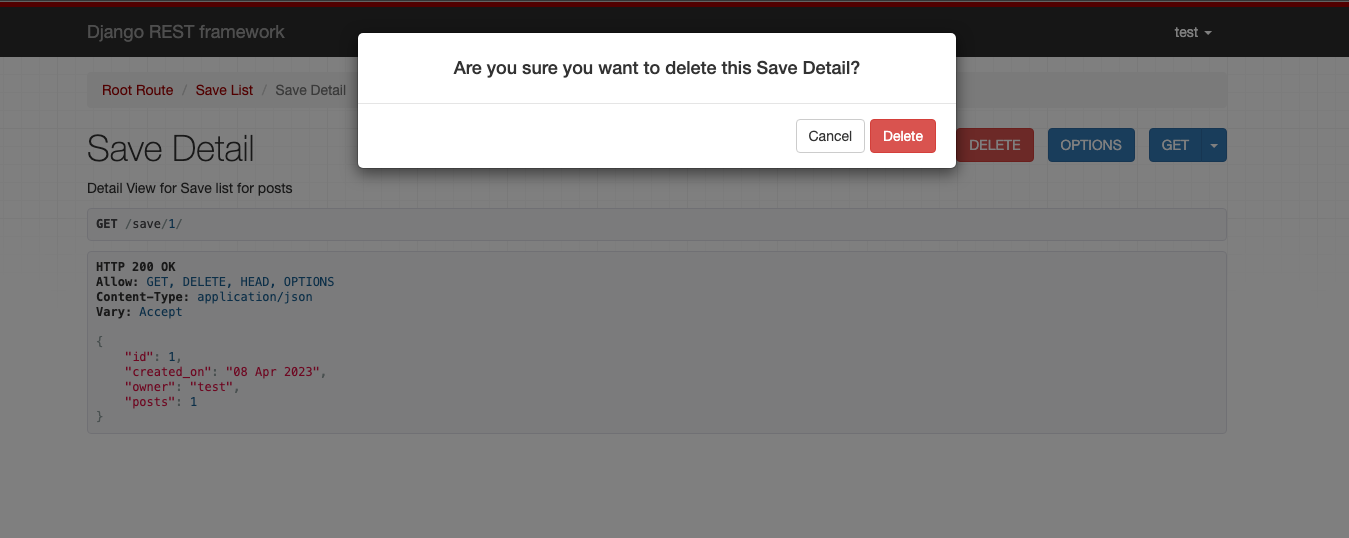 Django REST framework
test
Are you sure you want to delete this Save Detail?
Cancel Delete
Root Route / Save List / Save Detail
Save Detail
DELETE OPTIONS GET
Detail View for Save list for posts
GET /save/1/
HTTP 200 OK
Allow: GET, DELETE, HEAD, OPTIONS
Content-Type: application/json
Vary: Accept
{
    "id": 1,
    "created_on": "08 Apr 2023",
    "owner": "test",
    "posts": 1
}